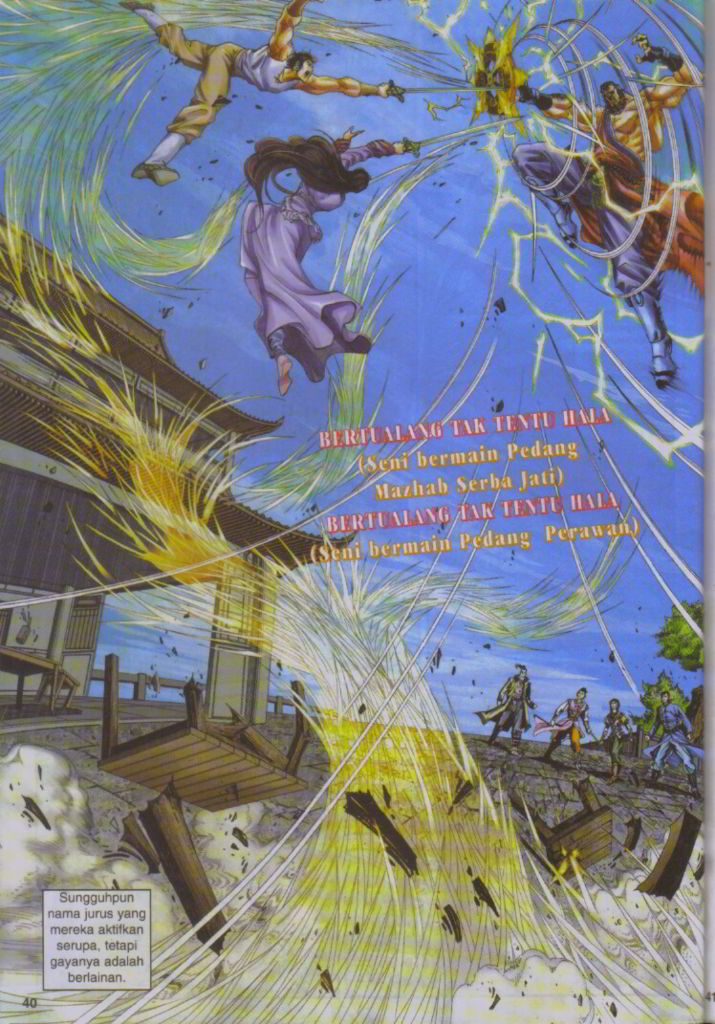 BERTUALANG TAK TENTU HALA
(Seni bermain Pedang
Mazhab Serba Jati)
BERTUALANG TAK TENTU HALA
(Seni bermain Pedang Perawan)
Sungguhpun
nama jurus yang
mereka aktifkan
serupa, tetapi
gayanya adalah
berlainan.
40
41